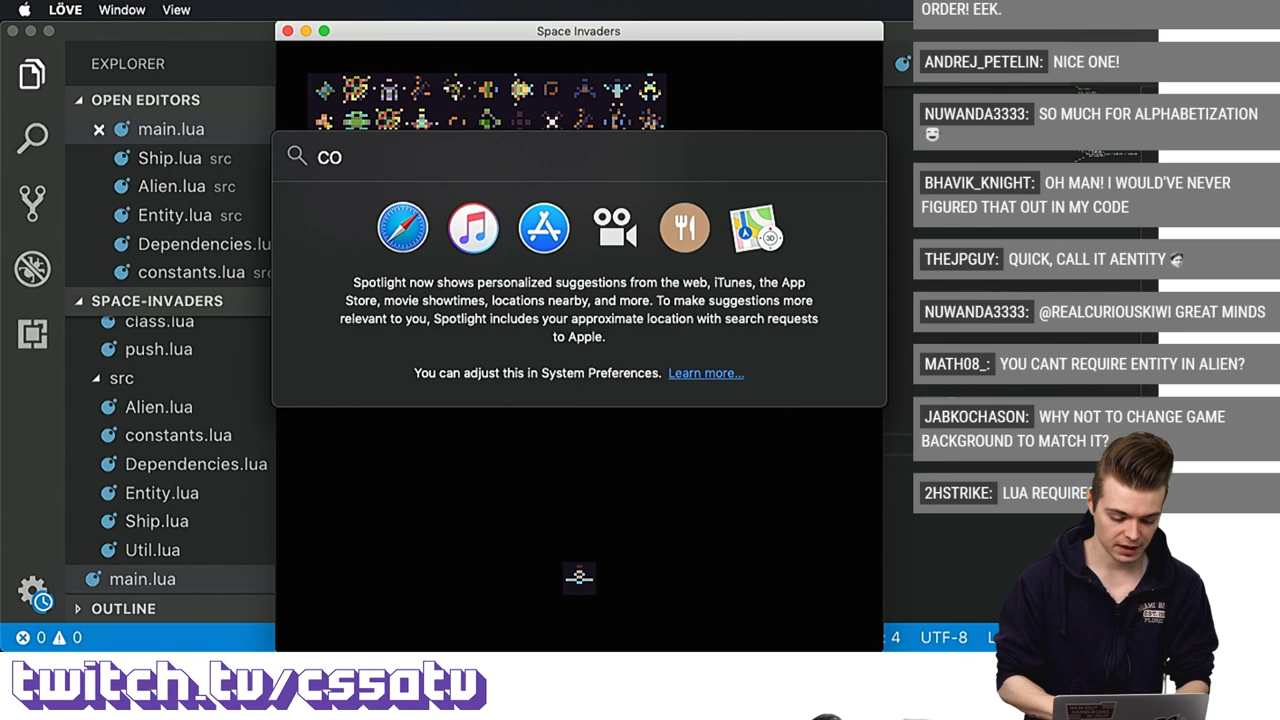 LÖVE Window View
Space Invaders
EXPLORER
OPEN EDITORS
main.lua
Ship.lua src
Alien.lua src
Entity.lua src
Dependencies.lua
constants.lua src
SPACE-INVADERS
class.lua
push.lua
src
Alien.lua
constants.lua
Dependencies.lua
Entity.lua
Ship.lua
Util.lua
main.lua
OUTLINE
0 0
: 4 UTF-8
CO
3D
Spotlight now shows personalized suggestions from the web, iTunes, the App
Store, movie showtimes, locations nearby, and more. To make suggestions more
relevant to you, Spotlight includes your approximate location with search requests
to Apple.
You can adjust this in System Preferences. Learn more...
ORDER! EEK.
ANDREJ_PETELIN: NICE ONE!
NUWANDA3333: SO MUCH FOR ALPHABETIZATION
BHAVIK_KNIGHT: OH MAN! I WOULD'VE NEVER
FIGURED THAT OUT IN MY CODE
THEJPGUY: QUICK, CALL IT AENTITY
NUWANDA3333: @REALCURIOUSKIWI GREAT MINDS
MATH08_: YOU CANT REQUIRE ENTITY IN ALIEN?
JABKOCHASON: WHY NOT TO CHANGE GAME
BACKGROUND TO MATCH IT?
2HSTRIKE: LUA REQUIRE
twitch.tv/cs50tv